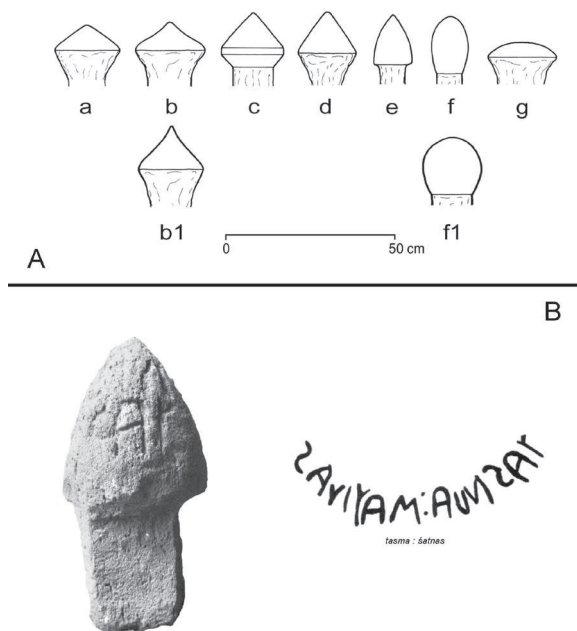 a b c d e f g
b1 f1
0 50 cm
A
B
𐌕𐌀𐌔𐌌𐌀:𐌑𐌀𐌕𐌍𐌀𐌔
tasma : śatnas